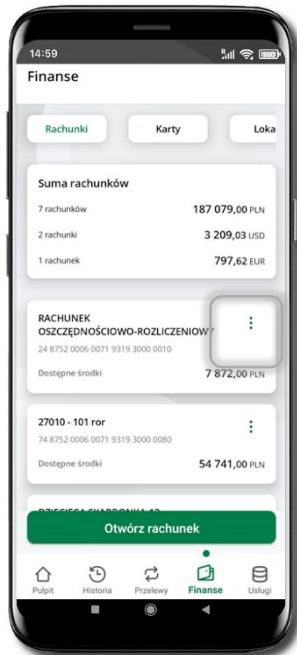 14:59
Finanse
Rachunki Karty Loka
Suma rachunków
7 rachunków 187 079,00 PLN
2 rachunki 3 209,03 USD
1 rachunek 797,62 EUR
RACHUNEK
OSZCZĘDNOŚCIOWO-ROZLICZENIOWY
24 8752 0006 0071 9319 3000 0010
Dostępne środki 7 872,00 PLN
27010 - 101 ror
74 8752 0006 0071 9319 3000 0080
Dostępne środki 54 741,00 PLN
Otwórz rachunek
Pulpit Historia Przelewy Finanse Usługi